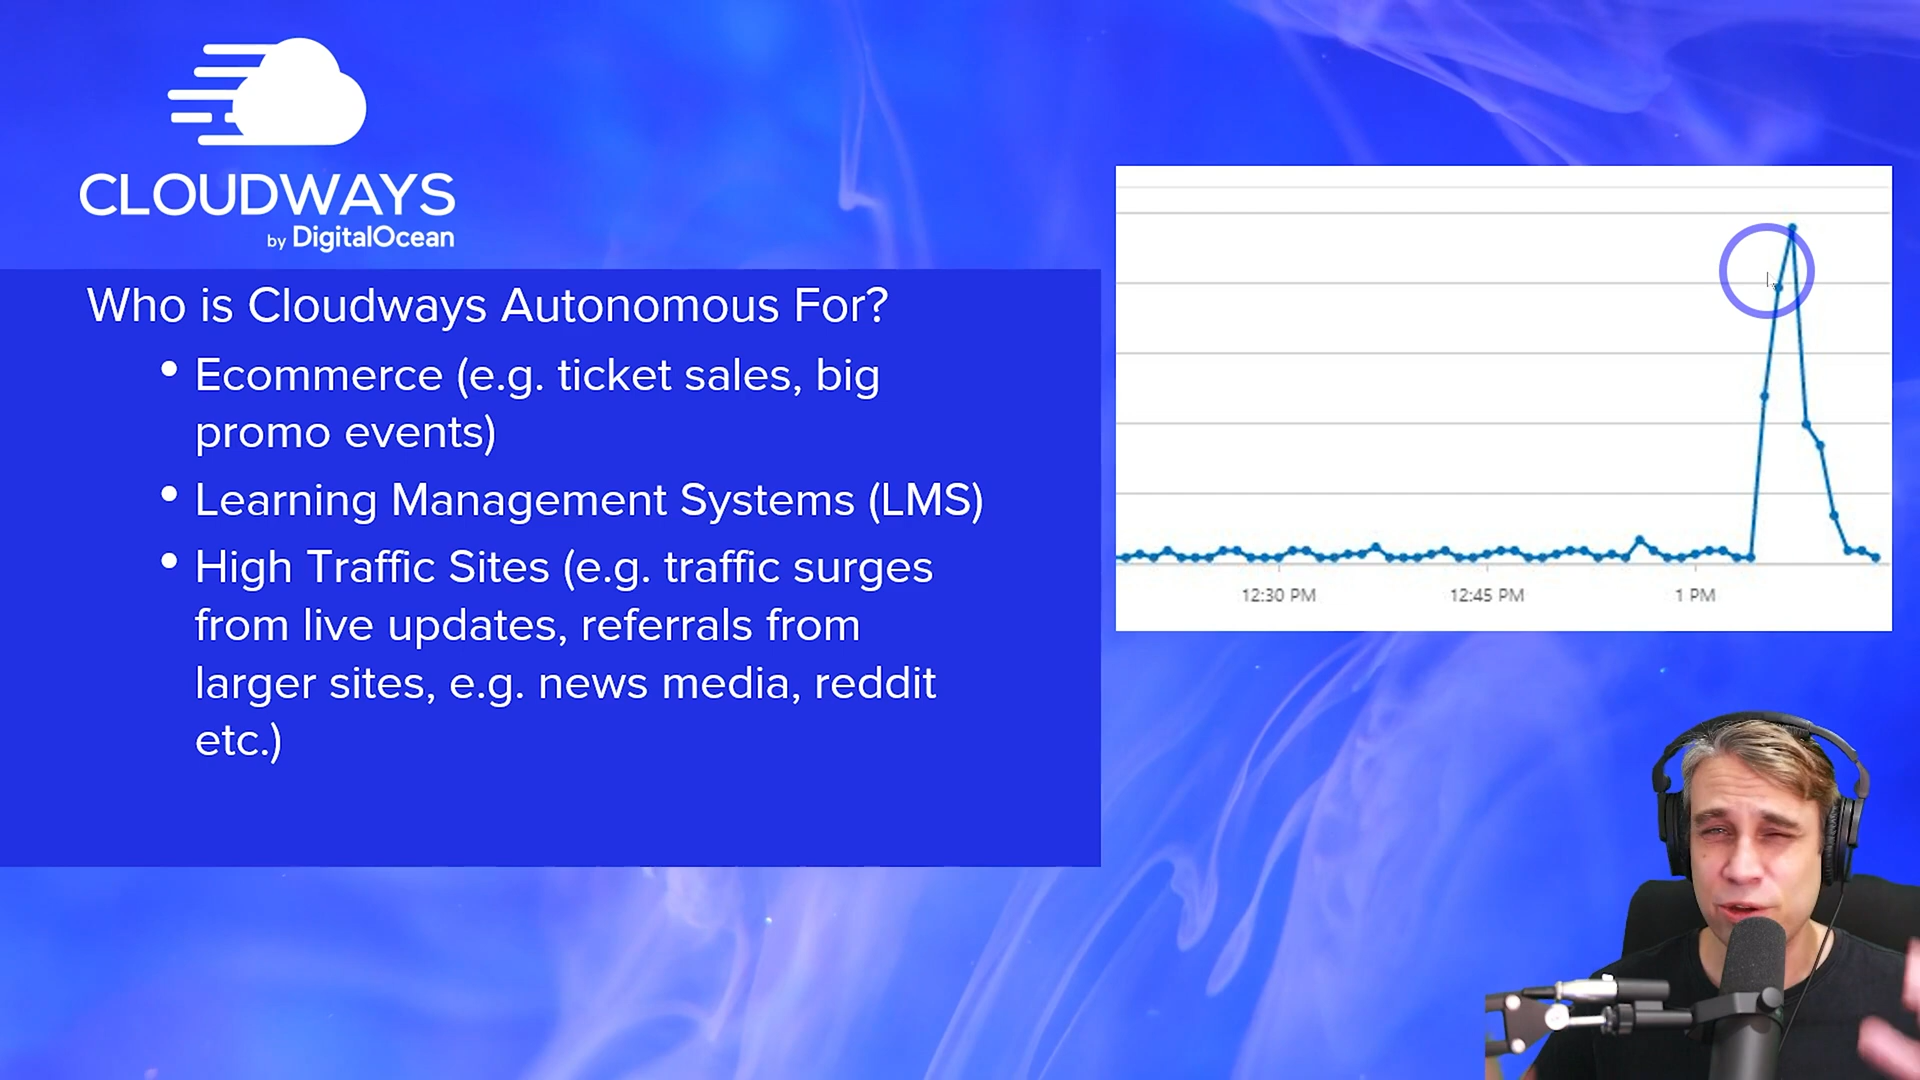 CLOUDWAYS
by DigitalOcean
Who is Cloudways Autonomous For?
• Ecommerce (e.g. ticket sales, big
promo events)
• Learning Management Systems (LMS)
• High Traffic Sites (e.g. traffic surges
from live updates, referrals from
larger sites, e.g. news media, reddit
etc.)
12:30 PM
12:45 PM
1 PM